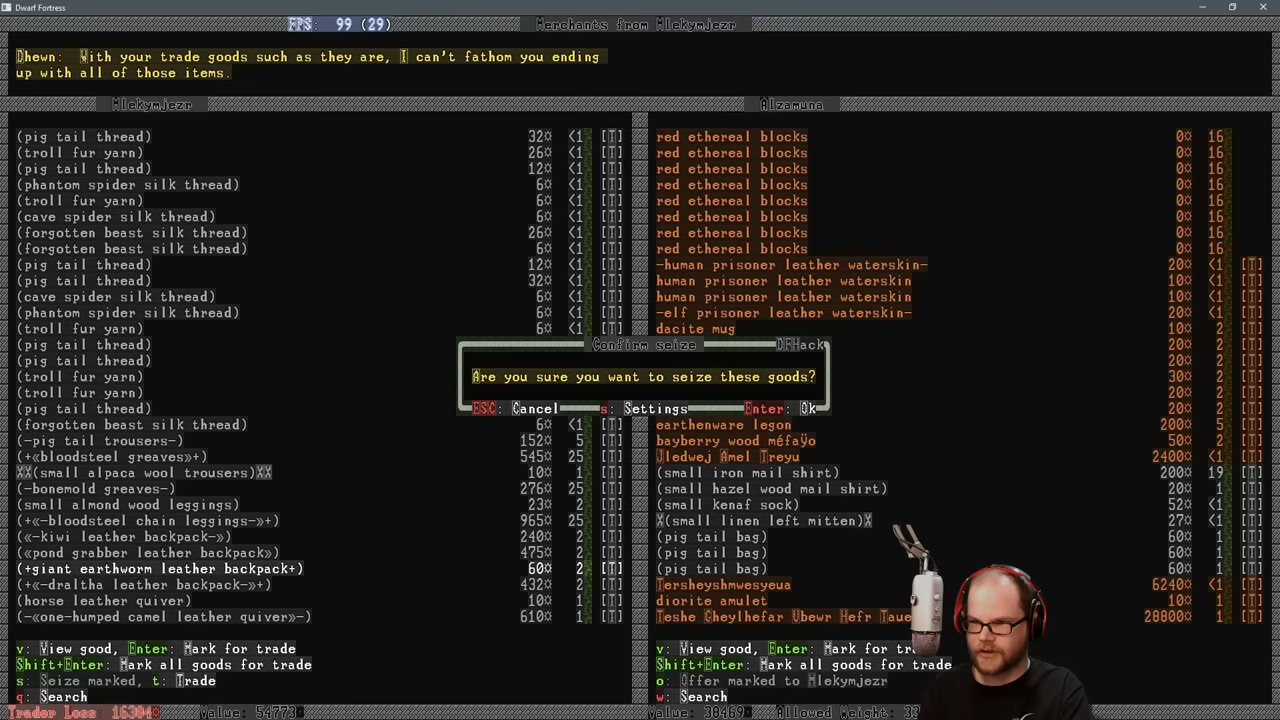 Dwarf Fortress
FPS: 99 (29)
Merchants from Mlekymjezr
Dhewn: With your trade goods such as they are, I can't fathom you ending
up with all of those items.
Mlekymjezr
Alzamuna
(pig tail thread) 32☼ <1 [T] red ethereal blocks 0☼ 16
(troll fur yarn) 26☼ <1 [T] red ethereal blocks 0☼ 16
(pig tail thread) 12☼ <1 [T] red ethereal blocks 0☼ 16
(phantom spider silk thread) 6☼ <1 [T] red ethereal blocks 0☼ 16
(troll fur yarn) 6☼ <1 [T] red ethereal blocks 0☼ 16
(cave spider silk thread) 6☼ <1 [T] red ethereal blocks 0☼ 16
(forgotten beast silk thread) 26☼ <1 [T] red ethereal blocks 0☼ 16
(forgotten beast silk thread) 6☼ <1 [T] red ethereal blocks 0☼ 16
(pig tail thread) 12☼ <1 [T] -human prisoner leather waterskin- 20☼ <1 [T]
(pig tail thread) 32☼ <1 [T] human prisoner leather waterskin 10☼ <1 [T]
(cave spider silk thread) 6☼ <1 [T] human prisoner leather waterskin 10☼ <1 [T]
(phantom spider silk thread) 6☼ <1 [T] -elf prisoner leather waterskin- 20☼ <1 [T]
(troll fur yarn) 6☼ <1 [T] dacite mug 10☼ 2 [T]
(pig tail thread) 20☼ 2 [T]
(pig tail thread) 20☼ 2 [T]
(troll fur yarn) 30☼ 2 [T]
(pig tail thread) 20☼ 2 [T]
(pig tail thread) 20☼ 2 [T]
Confirm seize DFHack
Are you sure you want to seize these goods?
ESC: Cancel s: Settings Enter: Ok
(forgotten beast silk thread) 6☼ <1 [T] earthenware legon 200☼ 5 [T]
(-pig tail trousers-) 152☼ 5 [T] bayberry wood méfaÿo 50☼ 2 [T]
(+«bloodsteel greaves»+) 545☼ 25 [T] Jledwej Amel Treyu 2400☼ <1 [T]
XX(small alpaca wool trousers)XX 10☼ 1 [T] (small iron mail shirt) 200☼ 19 [T]
(-bonemold greaves-) 276☼ 25 [T] (small hazel wood mail shirt) 20☼ 1 [T]
(small almond wood leggings) 23☼ 2 [T] (small kenaf sock) 52☼ <1 [T]
(+«-bloodsteel chain leggings-»+) 965☼ 25 [T] X(small linen left mitten)X 27☼ <1 [T]
(«-kiwi leather backpack-») 240☼ 2 [T] (pig tail bag) 60☼ 1 [T]
(«pond grabber leather backpack») 475☼ 2 [T] (pig tail bag) 60☼ 1 [T]
(+giant earthworm leather backpack+) 60☼ 2 [T] (pig tail bag) 60☼ 1 [T]
(+«-draltha leather backpack-»+) 432☼ 2 [T] Tersheyshmwesyeua 6240☼ <1 [T]
(horse leather quiver) 10☼ 1 [T] diorite amulet 10☼ 1 [T]
(-«one-humped camel leather quiver»-) 610☼ 1 [T] Teshe Gheylhefar Ubewr Hefr Taue 28800☼ 1 [T]
v: View good, Enter: Mark for trade
Shift+Enter: Mark all goods for trade
s: Seize marked, t: Trade
q: Search
v: View good, Enter: Mark for tra
Shift+Enter: Mark all goods for trade
o: Offer marked to Mlekymjezr
w: Search
Trader Loss: 16304☼ Value: 54773☼ Value: 38469☼ Allowed Weight: 33